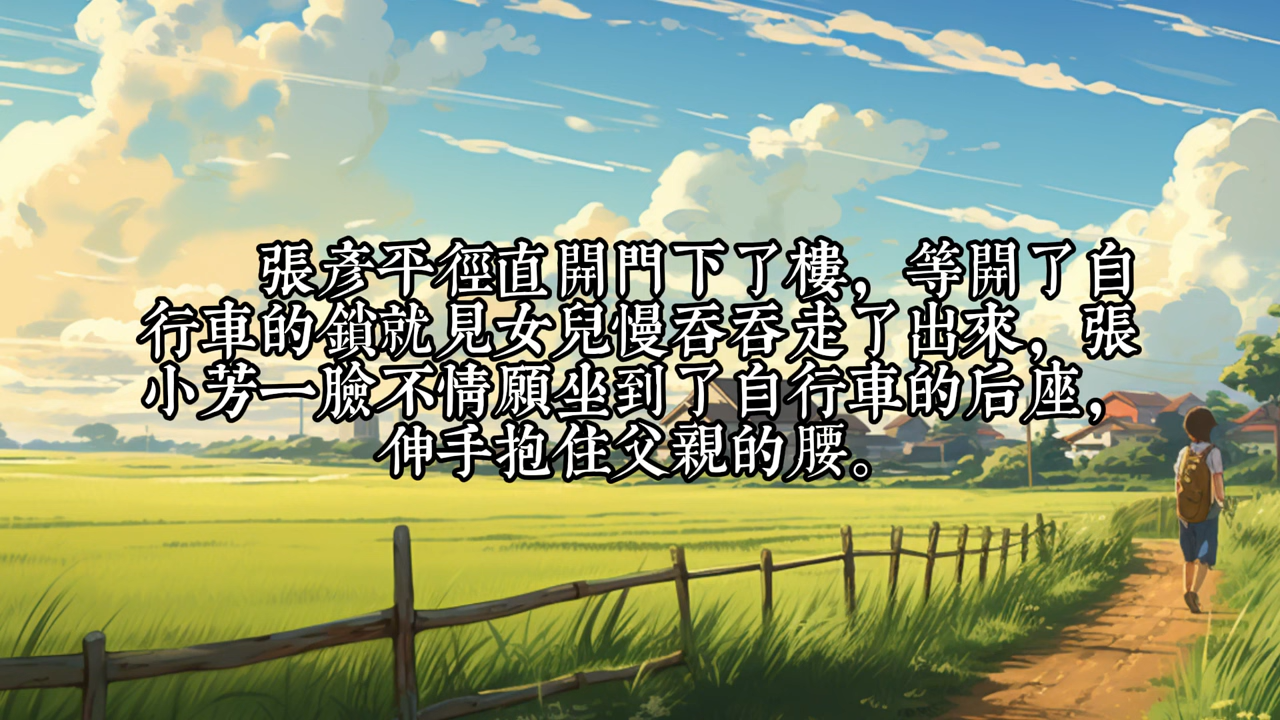 張彦平徑直開門下了樓，等開了自
行車的鎖就見女兒慢吞吞走了出來，張
小芳一臉不情願坐到了自行車的后座，
伸手抱住父親的腰。